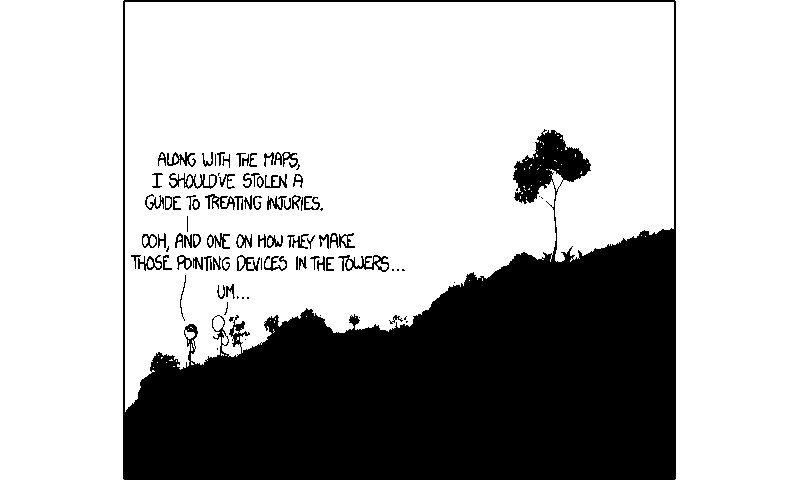 ALONG WITH THE MAPS,
I SHOULD'VE STOLEN A
GUIDE TO TREATING INJURIES.
OOH, AND ONE ON HOW THEY MAKE
THOSE POINTING DEVICES IN THE TOWERS...
UM...